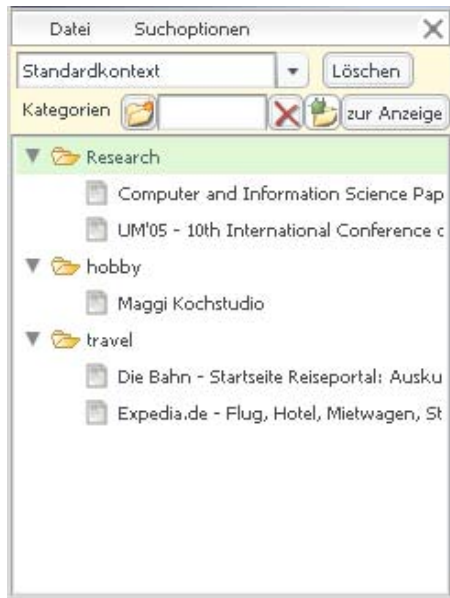 Datei Suchoptionen
Standardkontext Löschen
Kategorien zur Anzeige
Research
Computer and Information Science Pap
UM'05 - 10th International Conference c
hobby
Maggi Kochstudio
travel
Die Bahn - Startseite Reiseportal: Ausku
Expedia.de - Flug, Hotel, Mietwagen, St